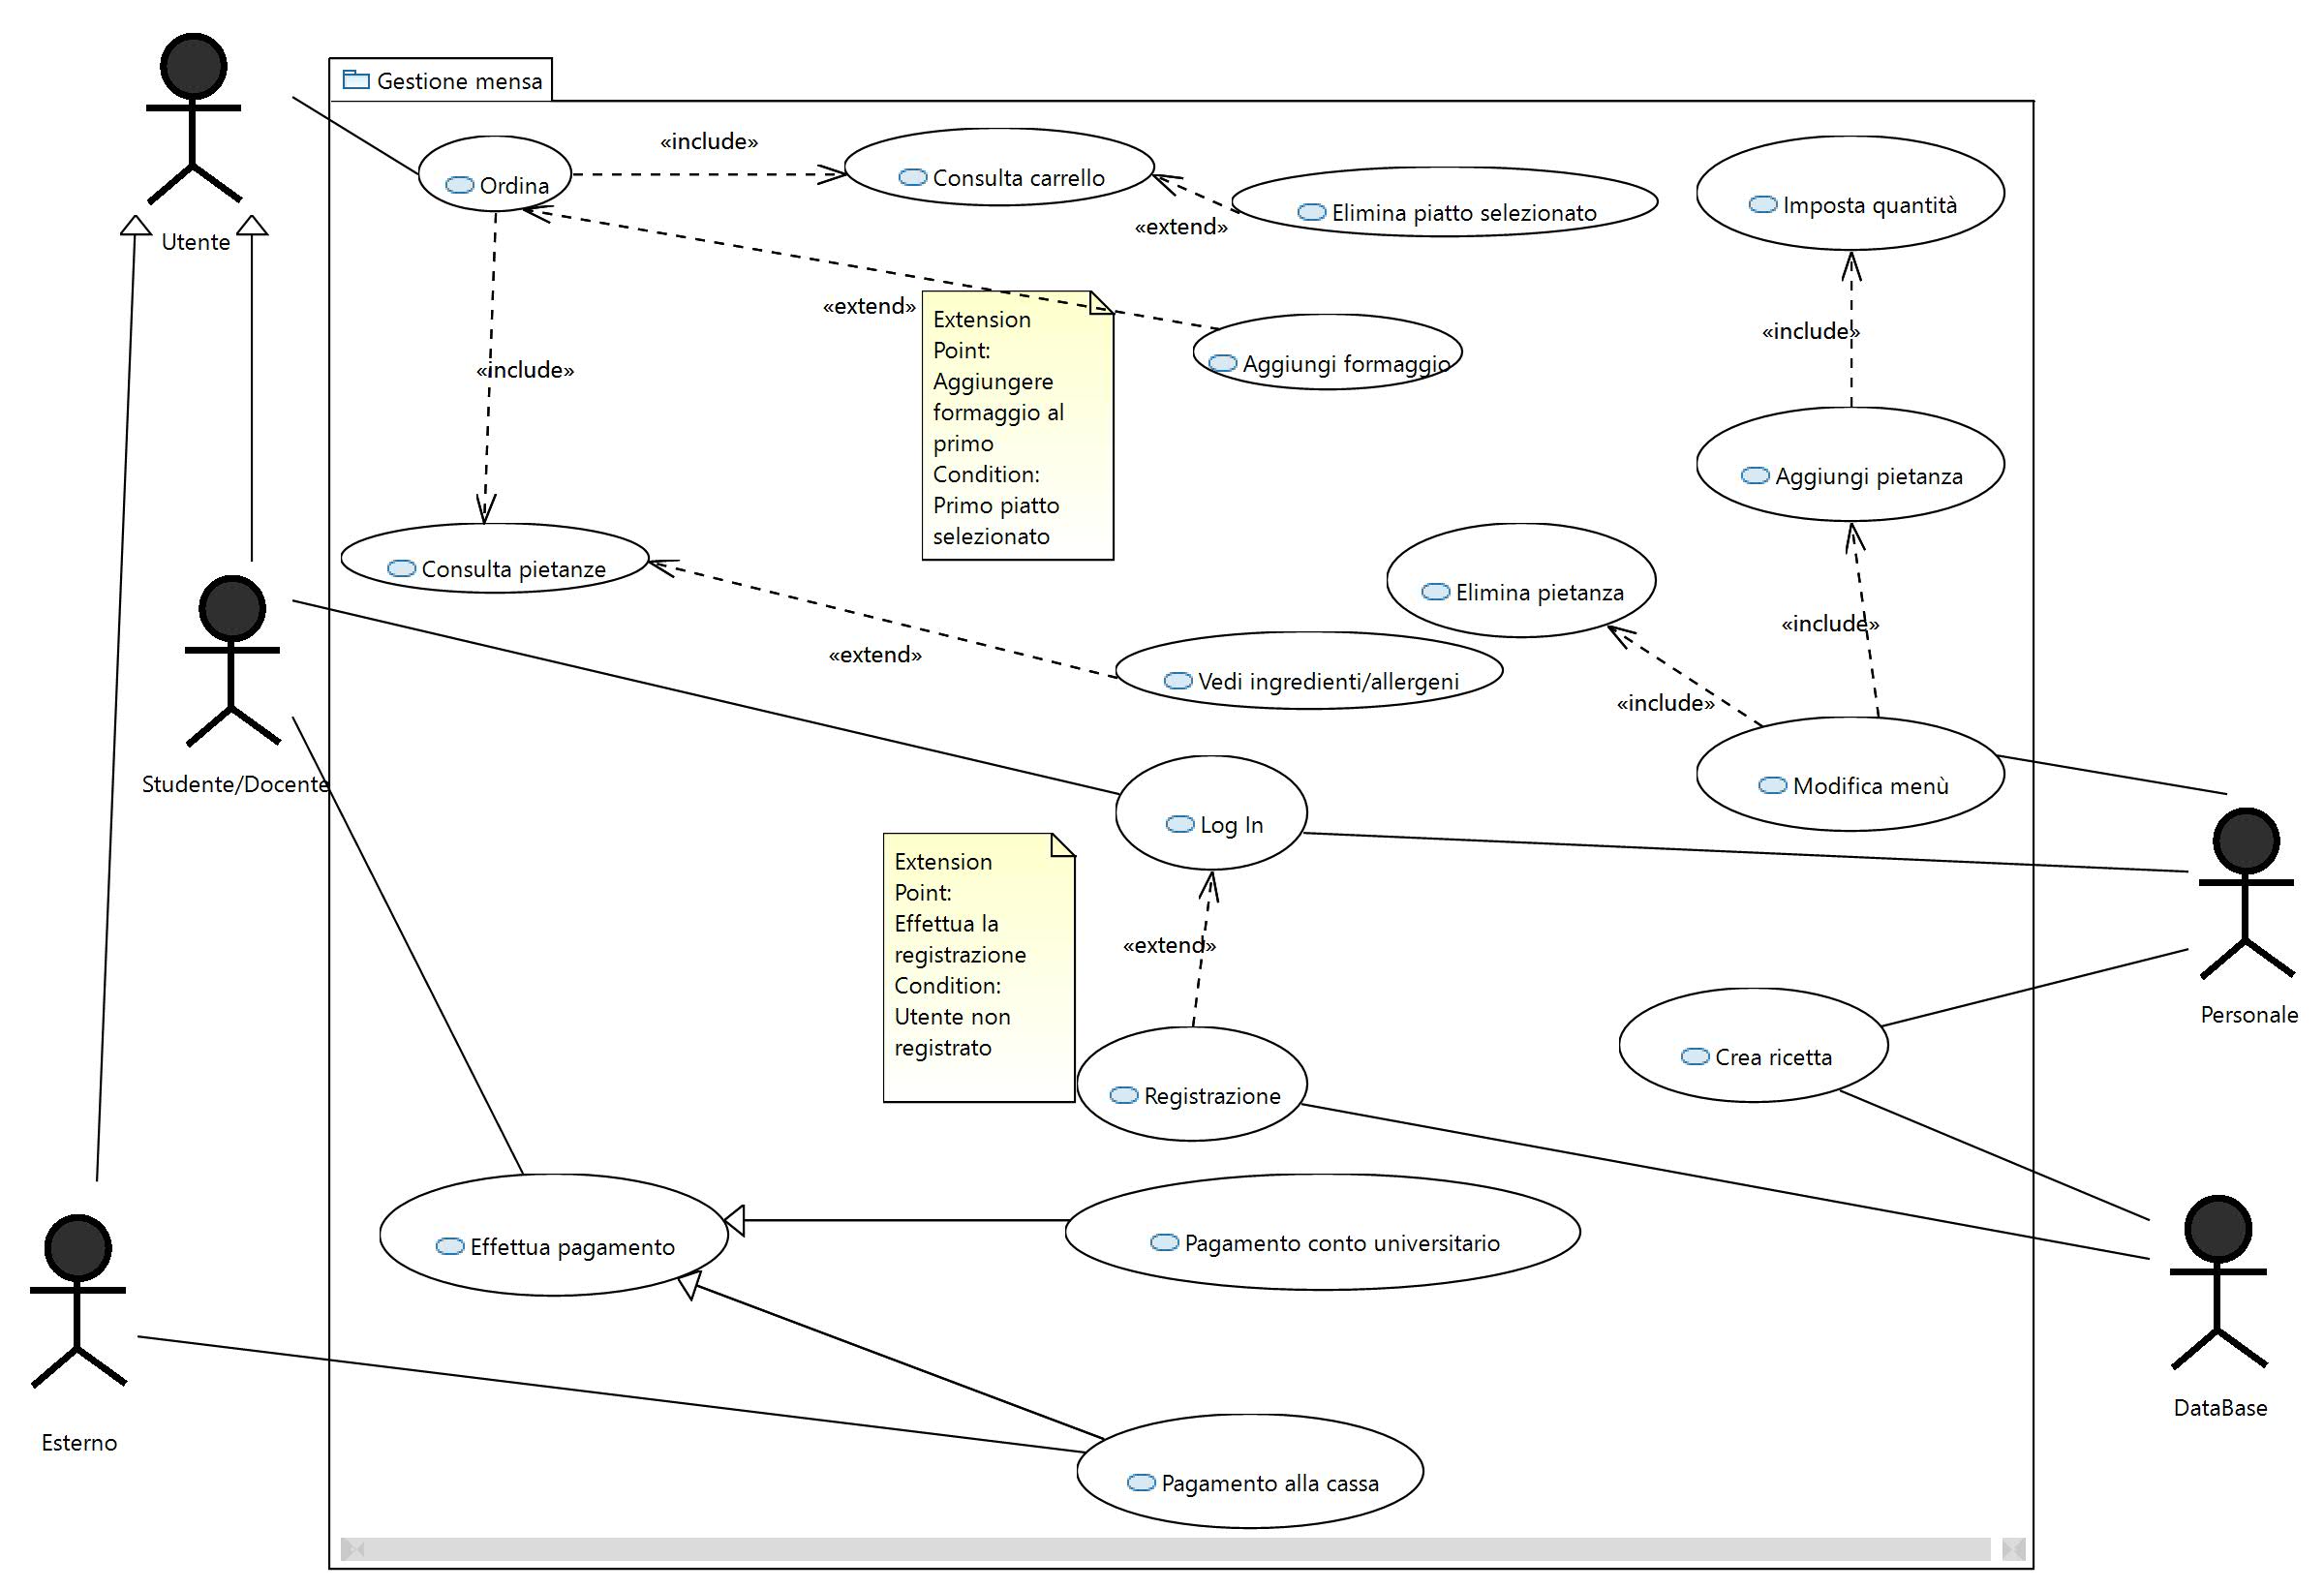 Gestione mensa
Utente
Ordina
«include»
Consulta carrello
Elimina piatto selezionato
«extend»
Imposta quantità
«include»
«extend»
Extension
Point:
Aggiungere
formaggio al
primo
Condition:
Primo piatto
selezionato
Aggiungi formaggio
«include»
Aggiungi pietanza
Consulta pietanze
Elimina pietanza
«include»
«extend»
Vedi ingredienti/allergeni
«include»
Studente/Docente
Modifica menù
Log In
Extension
Point:
Effettua la
registrazione
Condition:
Utente non
registrato
«extend»
Personale
Crea ricetta
Registrazione
Effettua pagamento
Pagamento conto universitario
DataBase
Esterno
Pagamento alla cassa